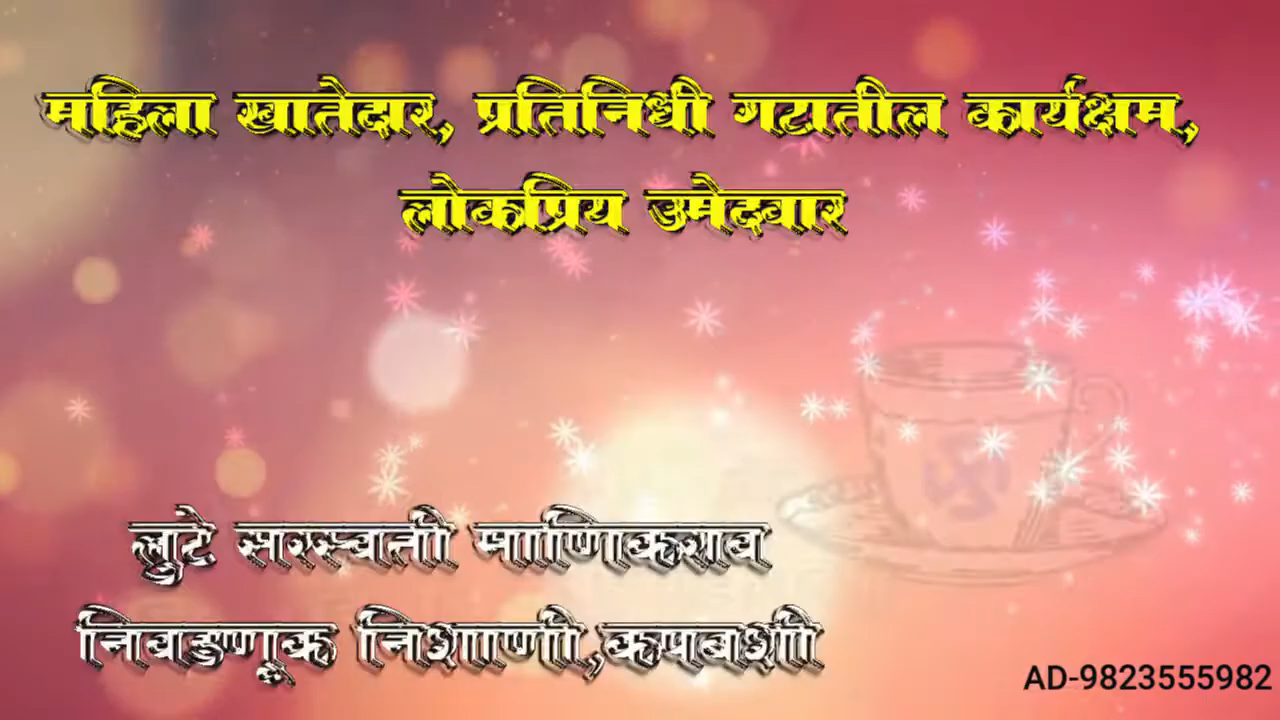 महिला खातेदार, प्रतिनिधी गटातील कार्यक्षम,
लोकप्रिय उमेदवार
लुटे सरस्वती माणिकराव
निवडणूक निशाणी,कपबशी
AD-9823555982